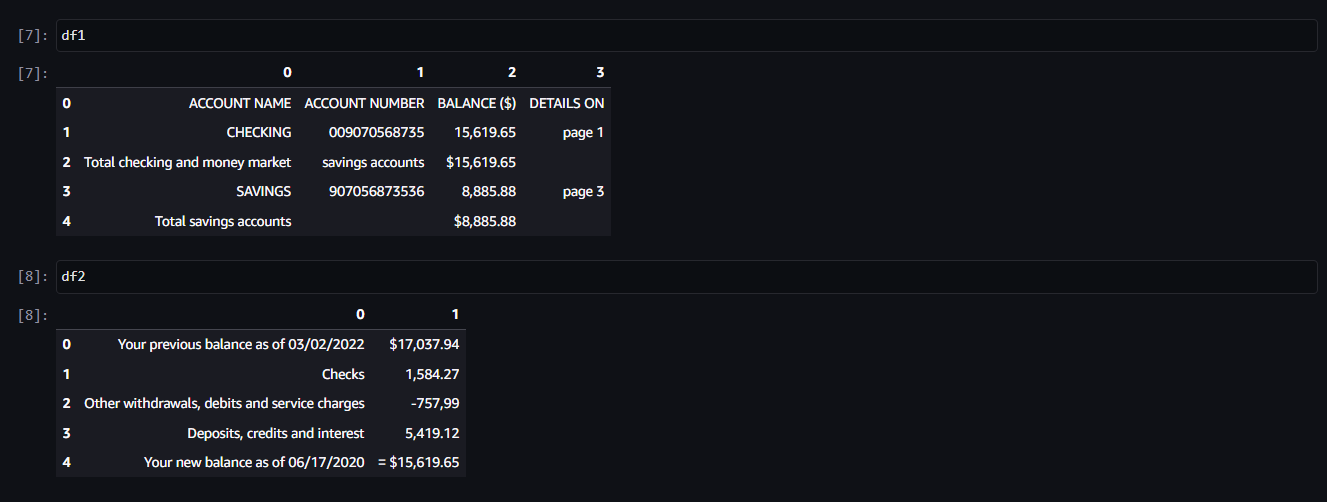 [7]: df1
[7]:
0 1 2 3
0 ACCOUNT NAME ACCOUNT NUMBER BALANCE ($) DETAILS ON
1 CHECKING 009070568735 15,619.65 page 1
2 Total checking and money market savings accounts $15,619.65
3 SAVINGS 907056873536 8,885.88 page 3
4 Total savings accounts $8,885.88
[8]: df2
[8]:
0 1
0 Your previous balance as of 03/02/2022 $17,037.94
1 Checks 1,584.27
2 Other withdrawals, debits and service charges -757,99
3 Deposits, credits and interest 5,419.12
4 Your new balance as of 06/17/2020 = $15,619.65